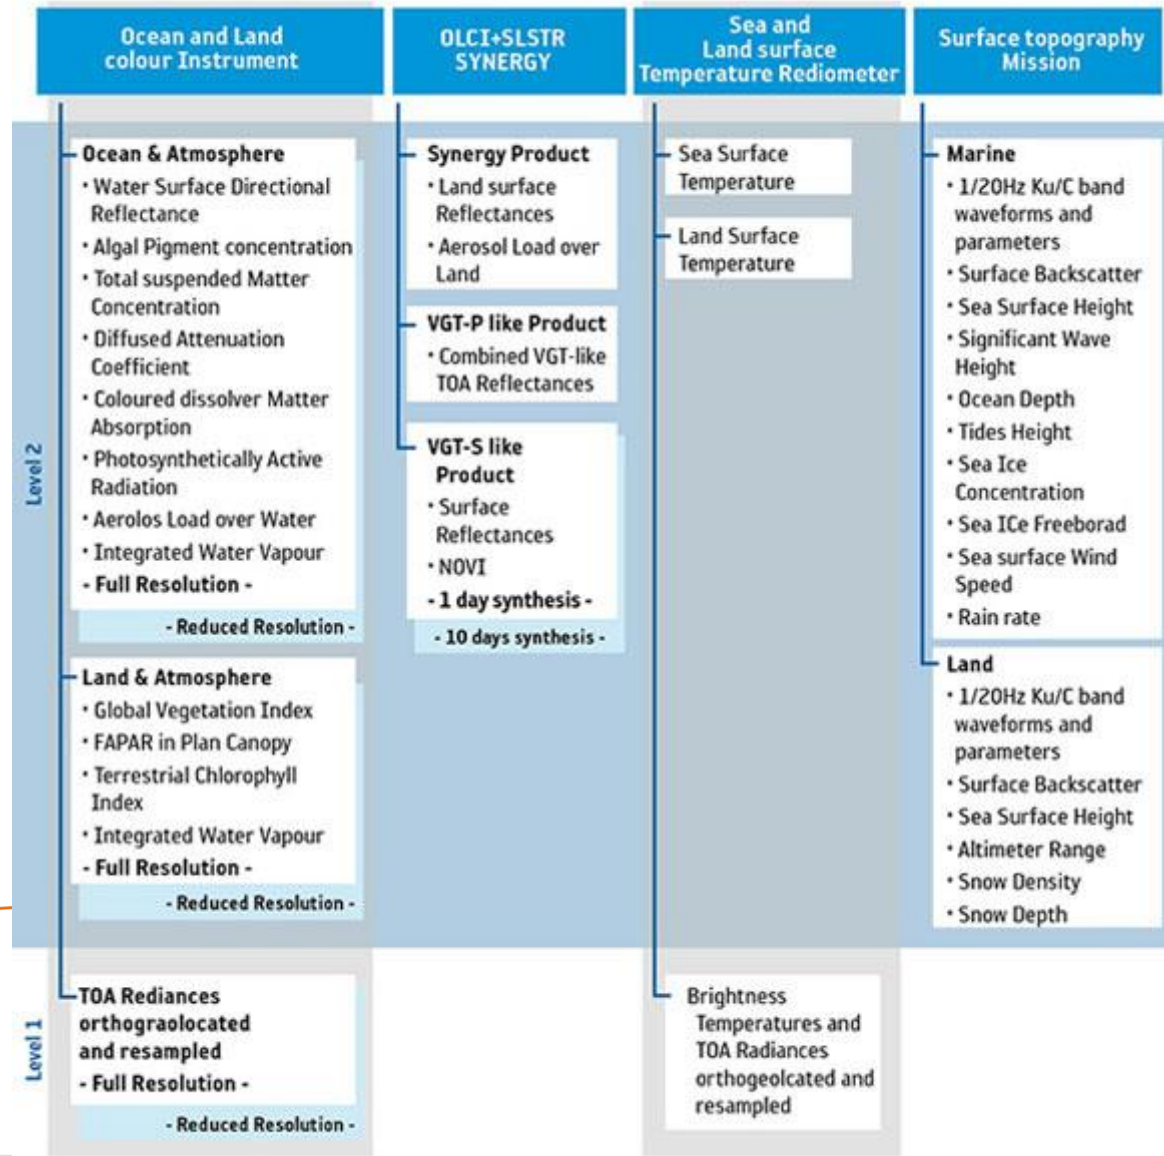 Ocean and Land
colour Instrument
OLCI+SLSTR
SYNERGY
Sea and
Land surface
Temperature Rediometer
Surface topography
Mission
Level 2
Ocean & Atmosphere
· Water Surface Directional
Reflectance
· Algal Pigment concentration
· Total suspended Matter
Concentration
· Diffused Attenuation
Coefficient
· Coloured dissolver Matter
Absorption
· Photosynthetically Active
Radiation
· Aerolos Load over Water
· Integrated Water Vapour
- Full Resolution -
- Reduced Resolution -
Land & Atmosphere
· Global Vegetation Index
· FAPAR in Plan Canopy
· Terrestrial Chlorophyll
Index
· Integrated Water Vapour
- Full Resolution -
- Reduced Resolution -
Synergy Product
· Land surface
Reflectances
· Aerosol Load over
Land
VGT-P like Product
· Combined VGT-like
TOA Reflectances
VGT-S like
Product
· Surface
Reflectances
· NOVI
- 1 day synthesis -
- 10 days synthesis -
Sea Surface
Temperature
Land Surface
Temperature
Marine
· 1/20Hz Ku/C band
waveforms and
parameters
· Surface Backscatter
· Sea Surface Height
· Significant Wave
Height
· Ocean Depth
· Tides Height
· Sea Ice
Concentration
· Sea ICe Freeborad
· Sea surface Wind
Speed
· Rain rate
Land
· 1/20Hz Ku/C band
waveforms and
parameters
· Surface Backscatter
· Sea Surface Height
· Altimeter Range
· Snow Density
· Snow Depth
Level 1
TOA Rediances
orthograolocated
and resampled
- Full Resolution -
- Reduced Resolution -
Brightness
Temperatures and
TOA Radiances
orthogeolcated and
resampled